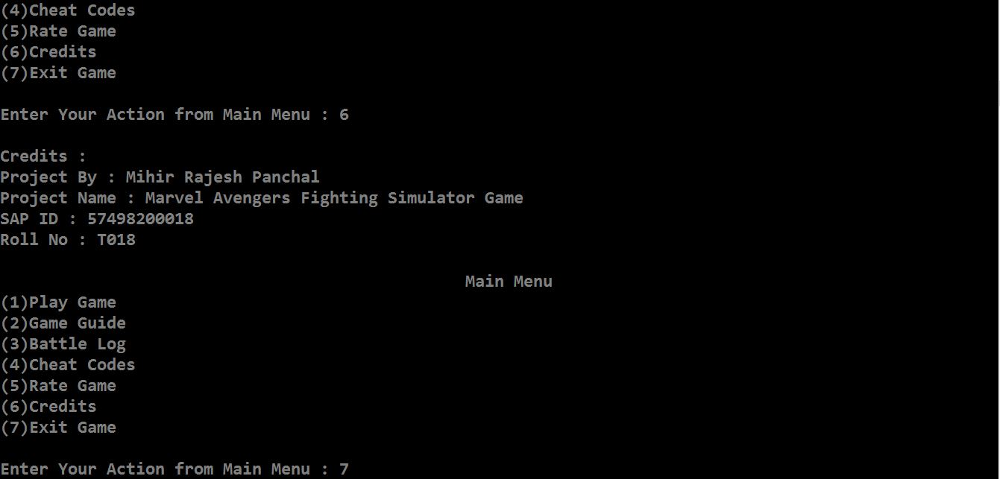 (4)Cheat Codes
(5)Rate Game
(6)Credits
(7)Exit Game
Enter Your Action from Main Menu : 6
Credits :
Project By : Mihir Rajesh Panchal
Project Name : Marvel Avengers Fighting Simulator Game
SAP ID : 57498200018
Roll No : T018
Main Menu
(1)Play Game
(2)Game Guide
(3)Battle Log
(4)Cheat Codes
(5)Rate Game
(6)Credits
(7)Exit Game
Enter Your Action from Main Menu : 7